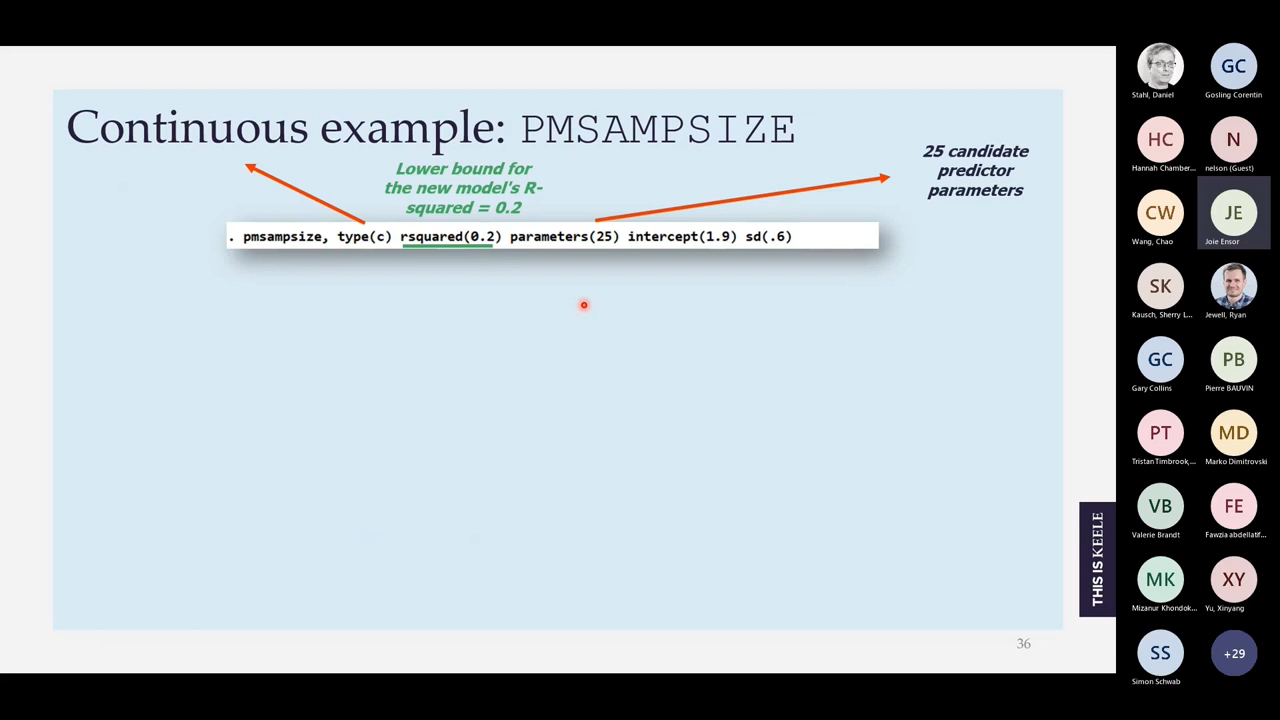 Continuous example: PMSAMPSIZE
Lower bound for
the new model's R-
squared = 0.2
25 candidate
predictor
parameters
. pmsampsize, type(c) rsquared(0.2) parameters(25) intercept(1.9) sd(.6)
THIS IS KEELE
36
Stahl, Daniel
GC
Gosling Corentin
HC
Hannah Chamber...
N
nelson (Guest)
CW
Wang, Chao
JE
Joie Ensor
SK
Kausch, Sherry L...
Jewell, Ryan
GC
Gary Collins
PB
Pierre BAUVIN
PT
Tristan Timbrook,...
MD
Marko Dimitrovski
VB
Valerie Brandt
FE
Fawzia abdellatif...
MK
Mizanur Khondok...
XY
Yu, Xinyang
SS
Simon Schwab
+29